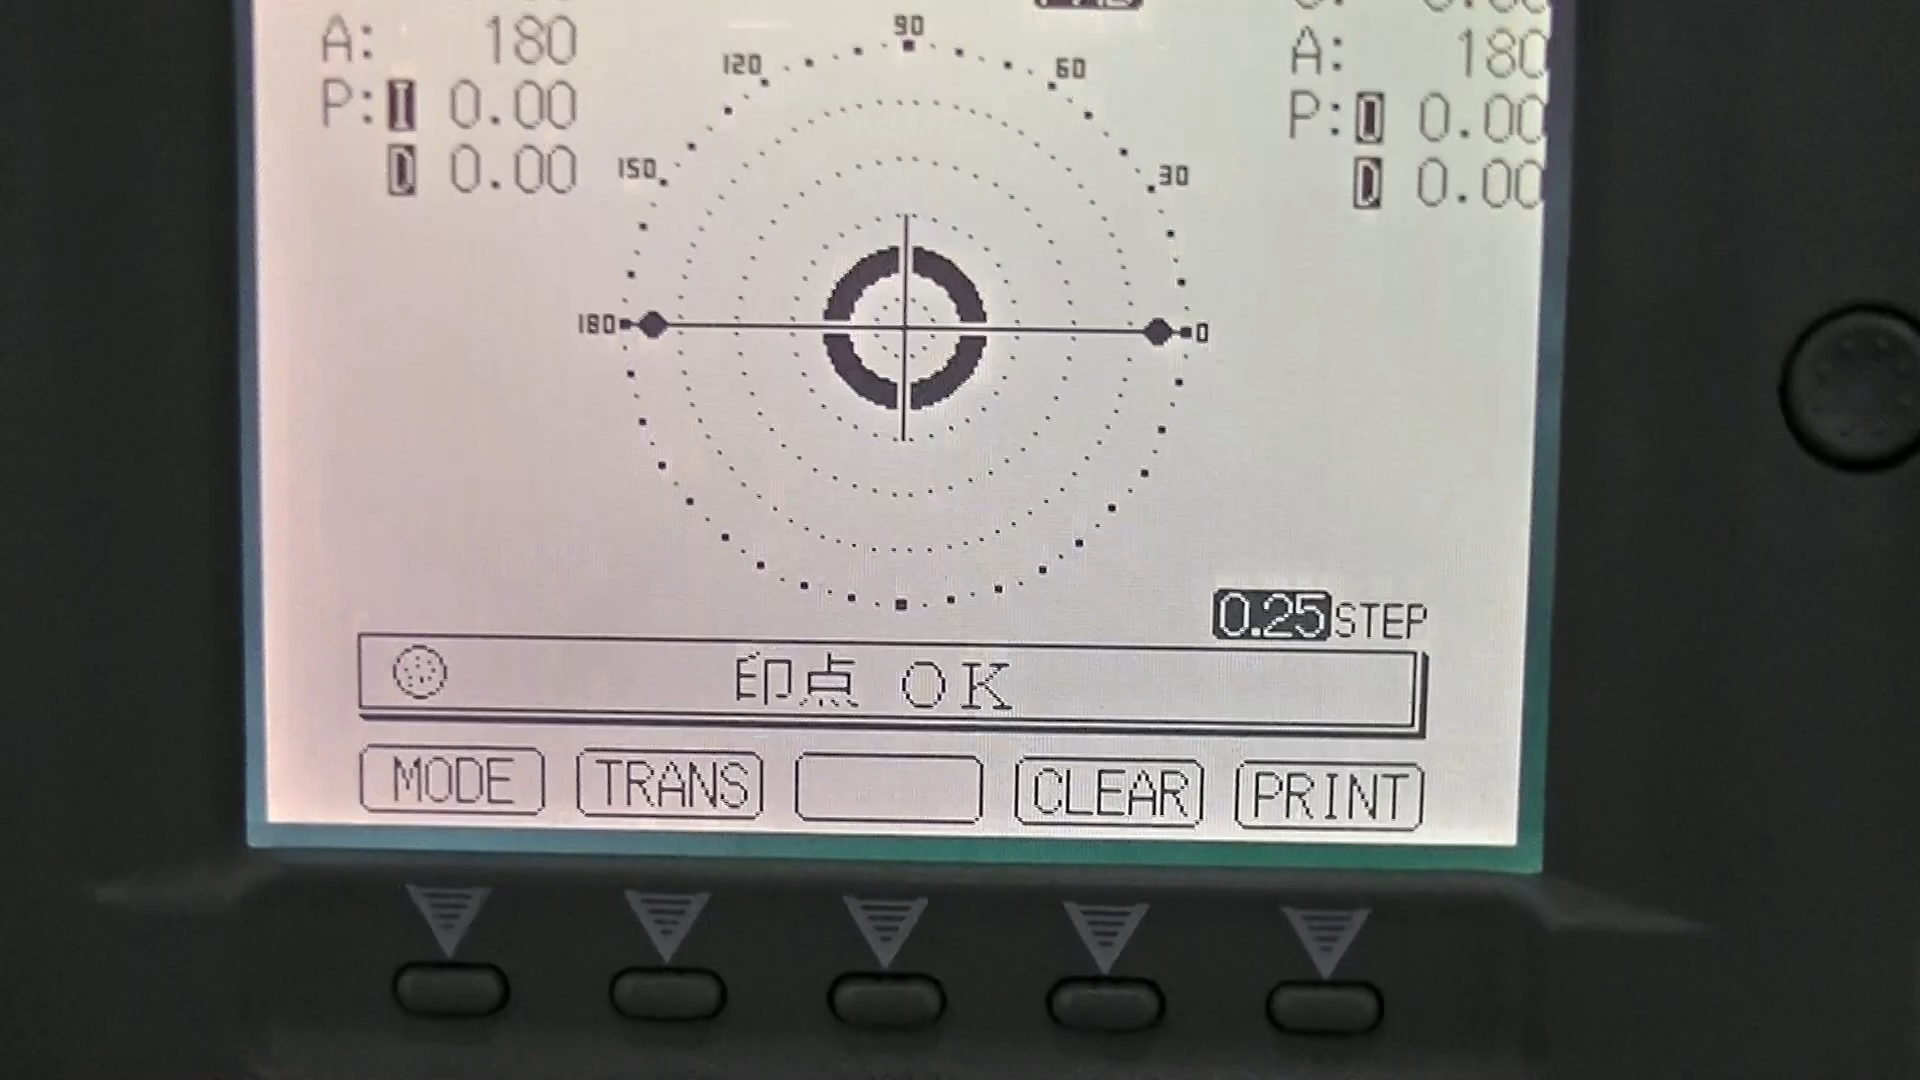 A: 180
P: I 0.00
D 0.00
90
120
60
150
30
180
0
A: 180
P: 0.00
D 0.00
0.25 STEP
印点 OK
MODE
TRANS
CLEAR
PRINT